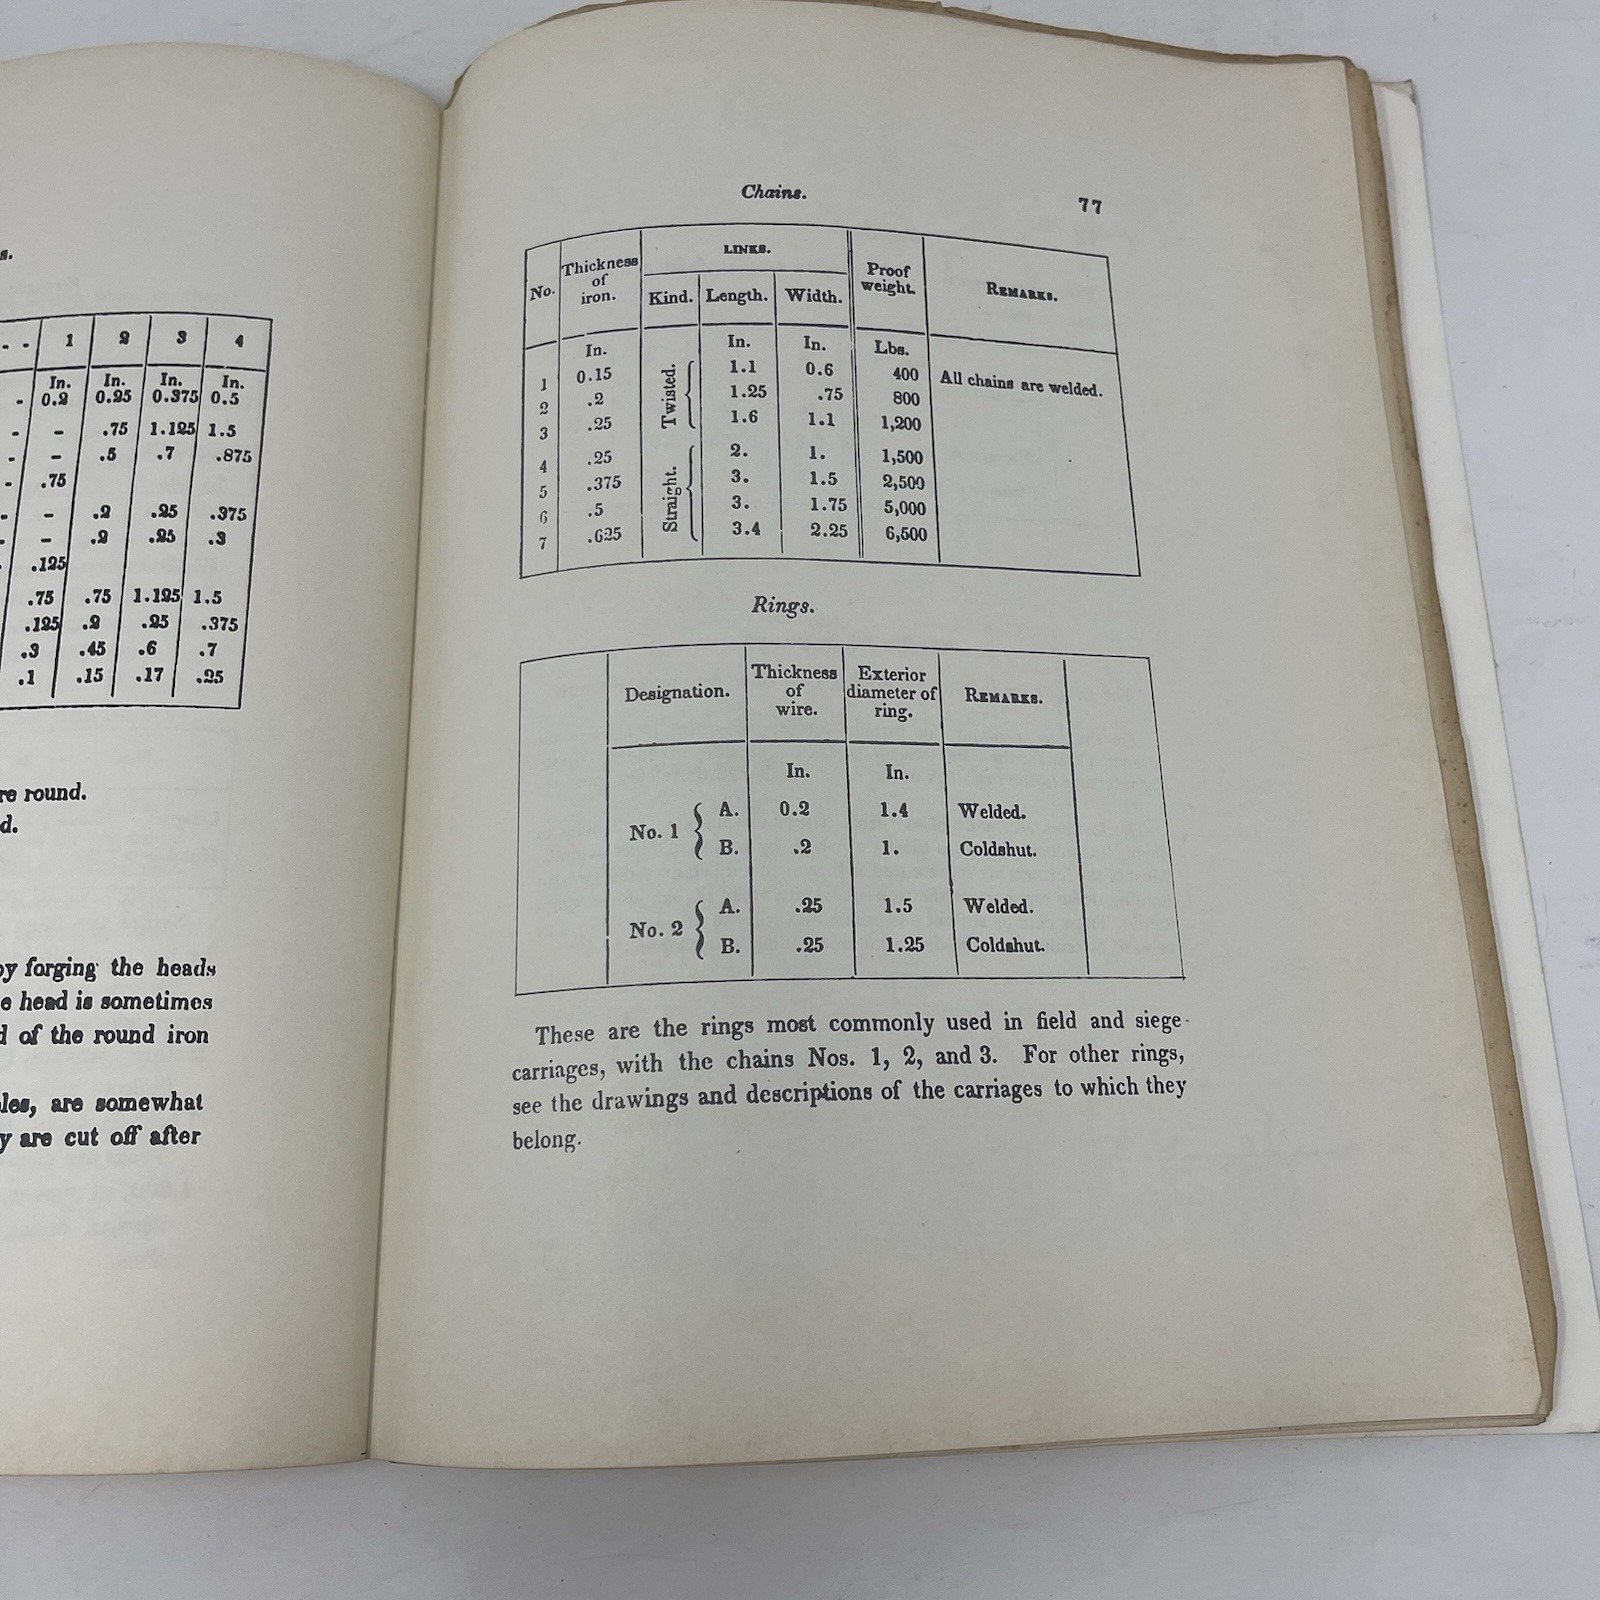 s.
- - 1 2 3 4
In. In. In. In.
- 0.2 0.25 0.375 0.5
- - .75 1.125 1.5
- - .5 .7 .875
- .75
- - .2 .25 .375
- - .2 .25 .3
.125
.75 .75 1.125 1.5
.125 .2 .25 .375
.3 .45 .6 .7
.1 .15 .17 .25
re round.
d.
by forging the heads
e head is sometimes
d of the round iron
les, are somewhat
y are cut off after
Chains. 77
No. Thickness of iron. LINKS. Proof weight. REMARKS.
Kind. Length. Width.
In. In. In. Lbs.
1 0.15 Twisted. 1.1 0.6 400 All chains are welded.
2 .2 1.25 .75 800
3 .25 1.6 1.1 1,200
4 .25 Straight. 2. 1. 1,500
5 .375 3. 1.5 2,500
6 .5 3. 1.75 5,000
7 .625 3.4 2.25 6,500
Rings.
Designation. Thickness of wire. Exterior diameter of ring. REMARKS.
In. In.
No. 1 { A. 0.2 1.4 Welded.
B. .2 1. Coldshut.
No. 2 { A. .25 1.5 Welded.
B. .25 1.25 Coldshut.
These are the rings most commonly used in field and siege-
carriages, with the chains Nos. 1, 2, and 3. For other rings,
see the drawings and descriptions of the carriages to which they
belong.